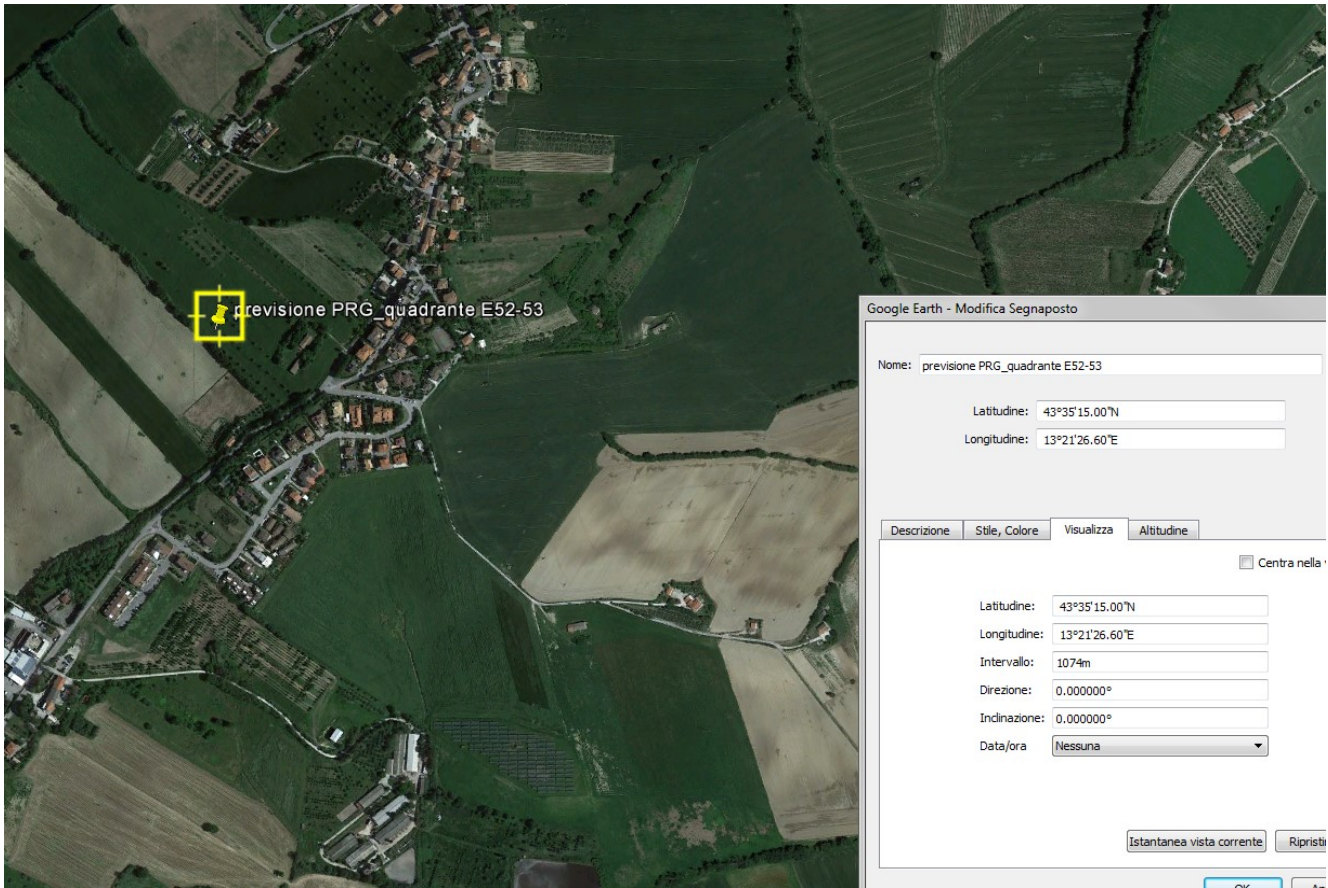 previsione PRG_quadrante E52-53
Google Earth - Modifica Segnaposto
Nome: previsione PRG_quadrante E52-53
Latitudine: 43°35'15.00"N
Longitudine: 13°21'26.60"E
Descrizione Stile, Colore Visualizza Altitudine
Centra nella v
Latitudine: 43°35'15.00"N
Longitudine: 13°21'26.60"E
Intervallo: 1074m
Direzione: 0.000000°
Inclinazione: 0.000000°
Data/ora Nessuna
Istantanea vista corrente Ripristi